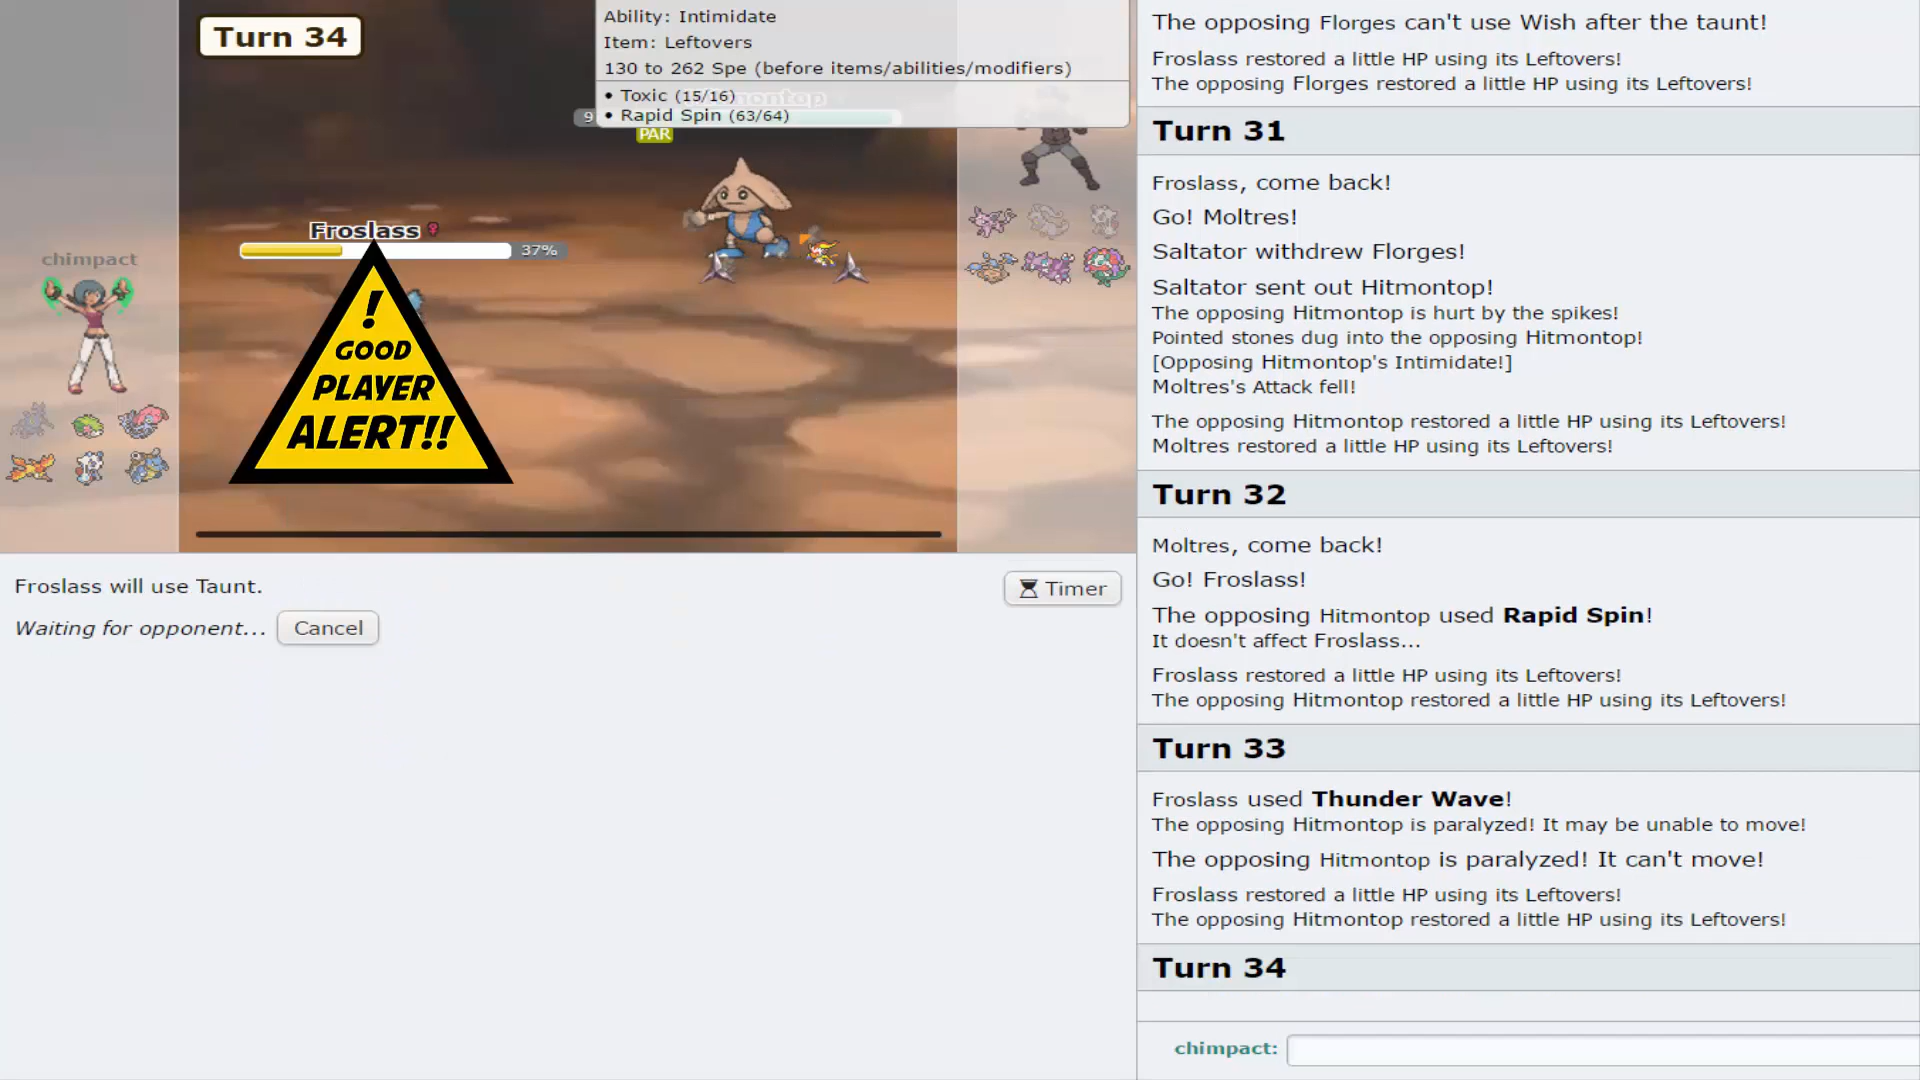 Turn 34
Ability: Intimidate
Item: Leftovers
130 to 262 Spe (before items/abilities/modifiers)
• Toxic (15/16)
• Rapid Spin (63/64)
9
PAR
Froslass
37%
chimpact
!
GOOD
PLAYER
ALERT!!
Froslass will use Taunt.
Waiting for opponent...
Cancel
Timer
The opposing Florges can't use Wish after the taunt!
Froslass restored a little HP using its Leftovers!
The opposing Florges restored a little HP using its Leftovers!
Turn 31
Froslass, come back!
Go! Moltres!
Saltator withdrew Florges!
Saltator sent out Hitmontop!
The opposing Hitmontop is hurt by the spikes!
Pointed stones dug into the opposing Hitmontop!
[Opposing Hitmontop's Intimidate!]
Moltres's Attack fell!
The opposing Hitmontop restored a little HP using its Leftovers!
Moltres restored a little HP using its Leftovers!
Turn 32
Moltres, come back!
Go! Froslass!
The opposing Hitmontop used Rapid Spin!
It doesn't affect Froslass...
Froslass restored a little HP using its Leftovers!
The opposing Hitmontop restored a little HP using its Leftovers!
Turn 33
Froslass used Thunder Wave!
The opposing Hitmontop is paralyzed! It may be unable to move!
The opposing Hitmontop is paralyzed! It can't move!
Froslass restored a little HP using its Leftovers!
The opposing Hitmontop restored a little HP using its Leftovers!
Turn 34
chimpact: